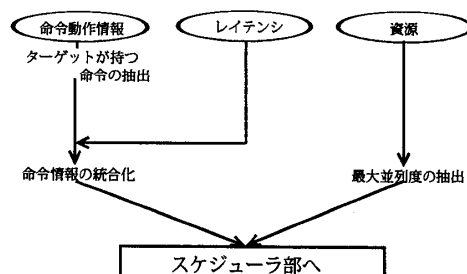 命令動作情報
レイテンシ
資源
ターゲットが持つ
命令の抽出
命令情報の統合化
最大並列度の抽出
スケジューラ部へ